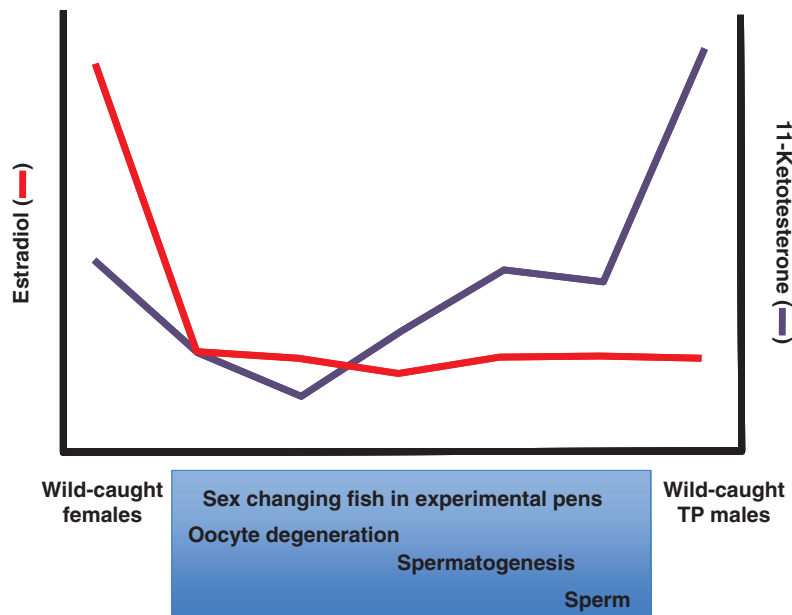 Estradiol (—)
11-Ketotesterone (—)
Wild-caught
females
Sex changing fish in experimental pens
Oocyte degeneration
Spermatogenesis
Sperm
Wild-caught
TP males